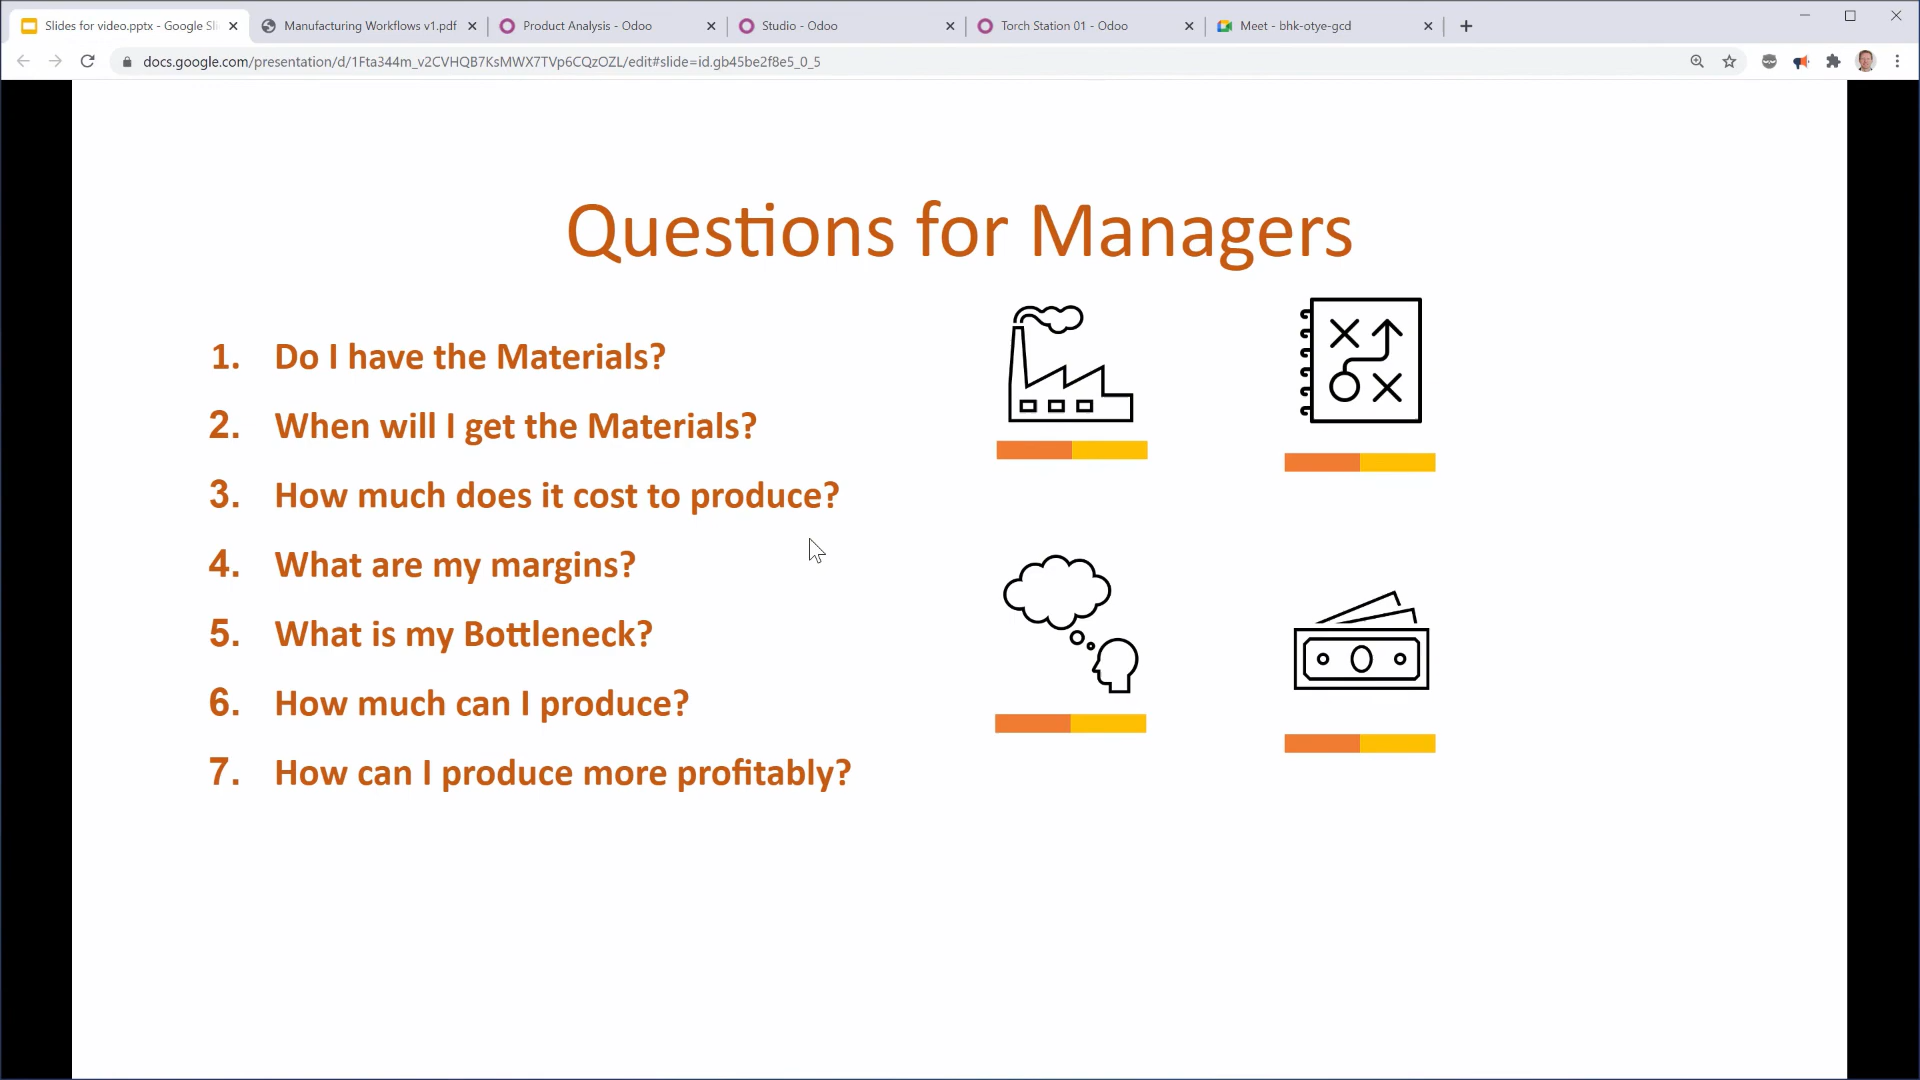 Slides for video.pptx - Google Sli
Manufacturing Workflows v1.pdf
Product Analysis - Odoo
Studio - Odoo
Torch Station 01 - Odoo
Meet - bhk-otye-gcd
docs.google.com/presentation/d/1Fta344m_v2CVHQB7KsMWX7TVp6CQzOZL/edit#slide=id.gb45be2f8e5_0_5
Questions for Managers
1. Do I have the Materials?
2. When will I get the Materials?
3. How much does it cost to produce?
4. What are my margins?
5. What is my Bottleneck?
6. How much can I produce?
7. How can I produce more profitably?